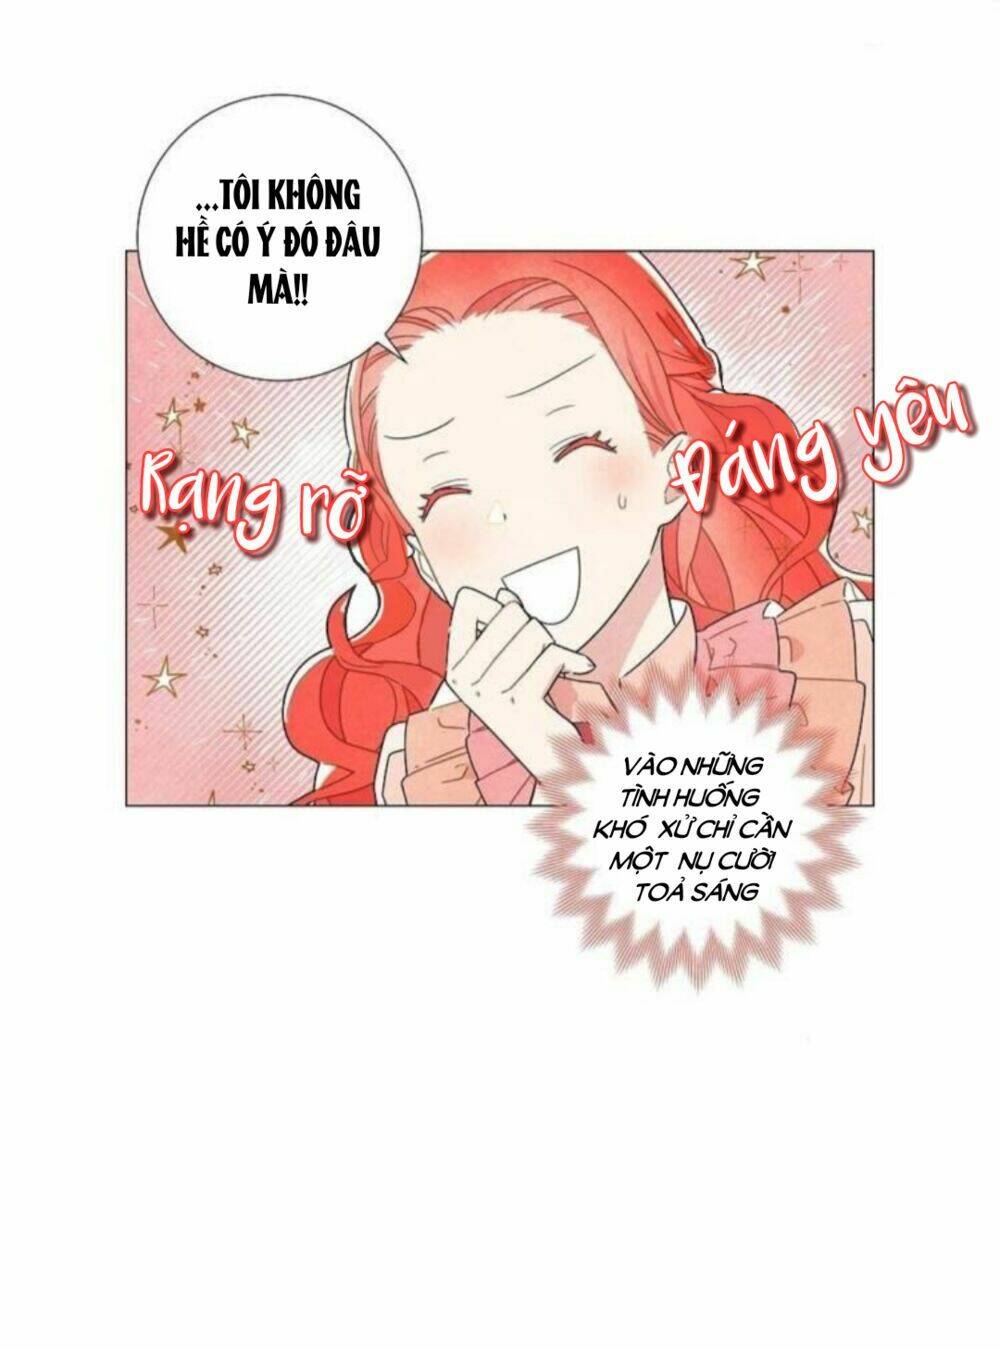 ...TÔI KHÔNG
HỀ CÓ Ý ĐÓ ĐÂU
MÀ!!
Rạng rỡ
Đáng yêu
VÀO NHỮNG
TÌNH HUỐNG
KHÓ XỬ CHỈ CẦN
MỘT NỤ CƯỜI
TOẢ SÁNG